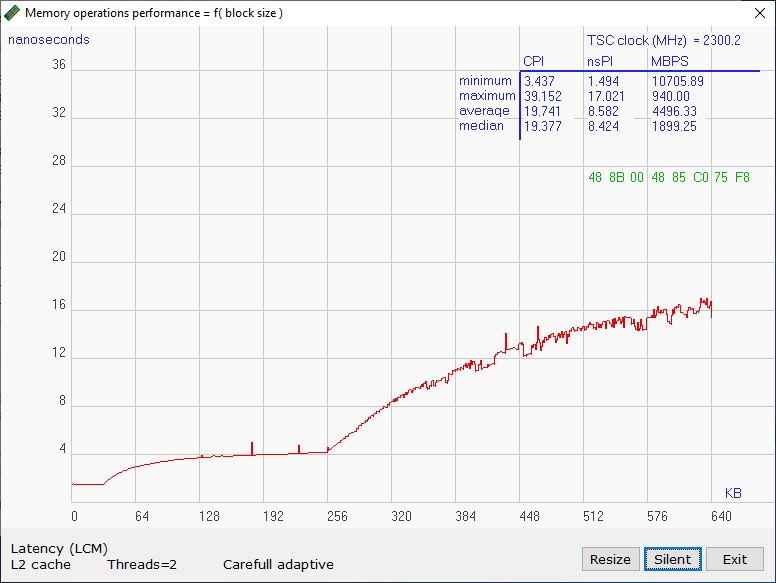 Memory operations performance = f( block size )
nanoseconds
TSC clock (MHz) = 2300.2
CPI nsPI MBPS
minimum 3.437 1.494 10705.89
maximum 39.152 17.021 940.00
average 19.741 8.582 4496.33
median 19.377 8.424 1899.25
48 8B 00 48 85 C0 75 F8
36
32
28
24
20
16
12
8
4
KB
0 64 128 192 256 320 384 448 512 576 640
Latency (LCM)
L2 cache Threads=2 Carefull adaptive
Resize Silent Exit